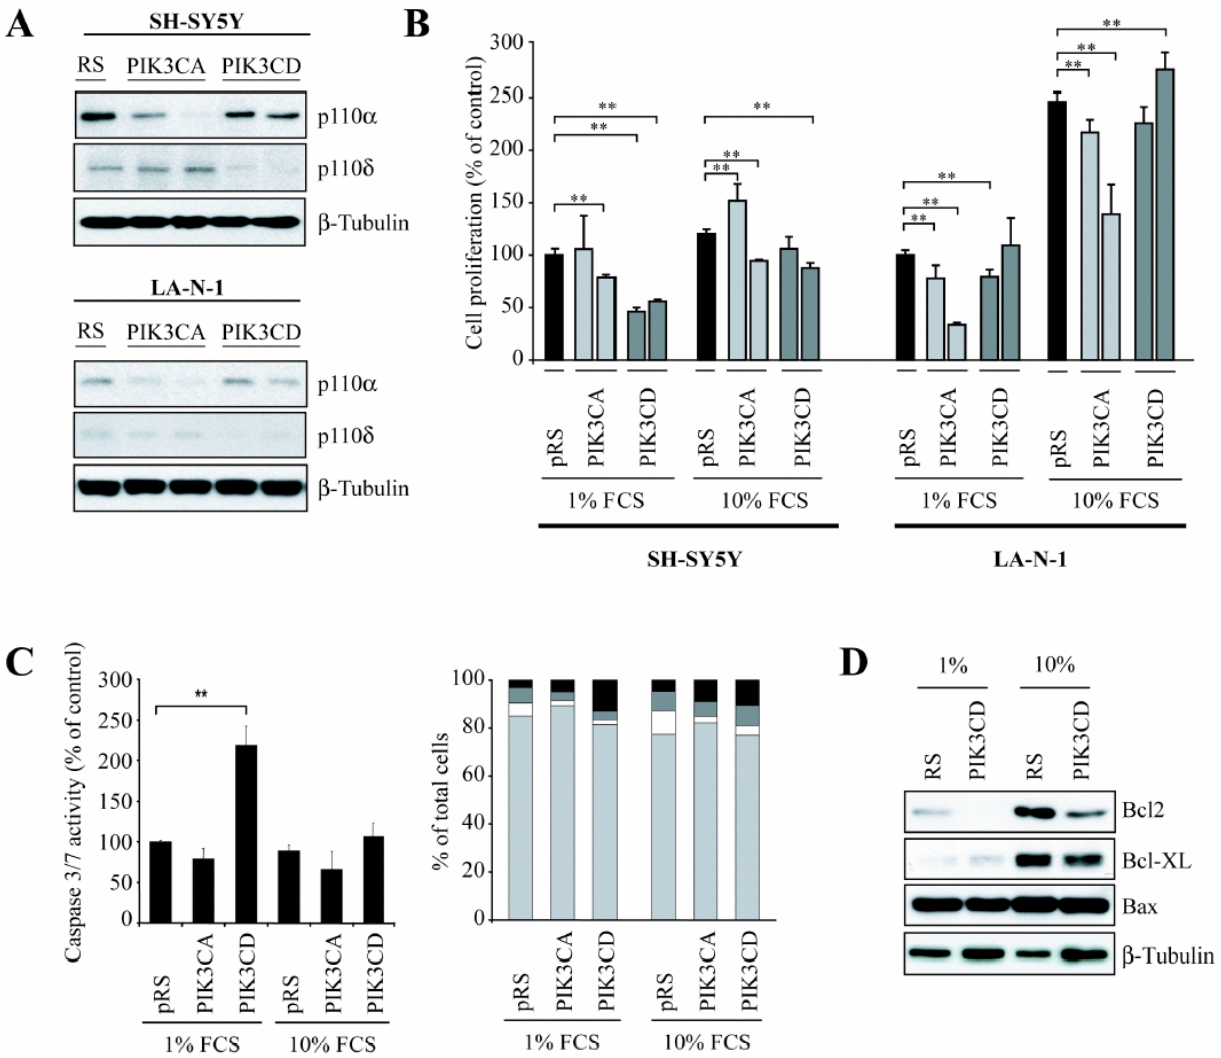 A
SH-SY5Y
RS PIK3CA PIK3CD
p110α
p110δ
β-Tubulin
LA-N-1
RS PIK3CA PIK3CD
p110α
p110δ
β-Tubulin
B
Cell proliferation (% of control)
300
250
200
150
100
50
0
** ** ** ** ** ** ** ** ** ** ** **
pRS PIK3CA PIK3CD pRS PIK3CA PIK3CD pRS PIK3CA PIK3CD pRS PIK3CA PIK3CD
1% FCS 10% FCS 1% FCS 10% FCS
SH-SY5Y LA-N-1
C
Caspase 3/7 activity (% of control)
300
250
200
150
100
50
0
**
pRS PIK3CA PIK3CD pRS PIK3CA PIK3CD
1% FCS 10% FCS
% of total cells
100
80
60
40
20
0
pRS PIK3CA PIK3CD pRS PIK3CA PIK3CD
1% FCS 10% FCS
D
1% 10%
RS PIK3CD RS PIK3CD
Bcl2
Bcl-XL
Bax
β-Tubulin